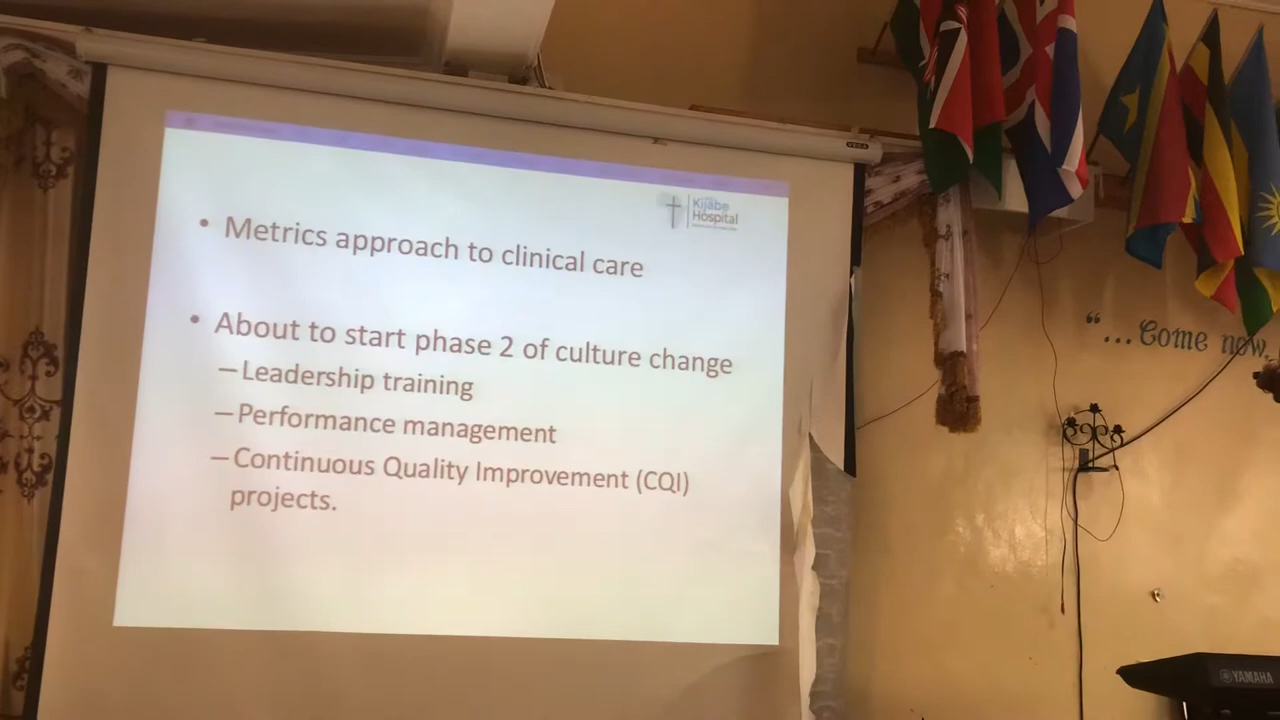 Kijabe
Hospital
• Metrics approach to clinical care
• About to start phase 2 of culture change
–Leadership training
–Performance management
–Continuous Quality Improvement (CQI)
projects.
VEGA
“...Come now,
YAMAHA